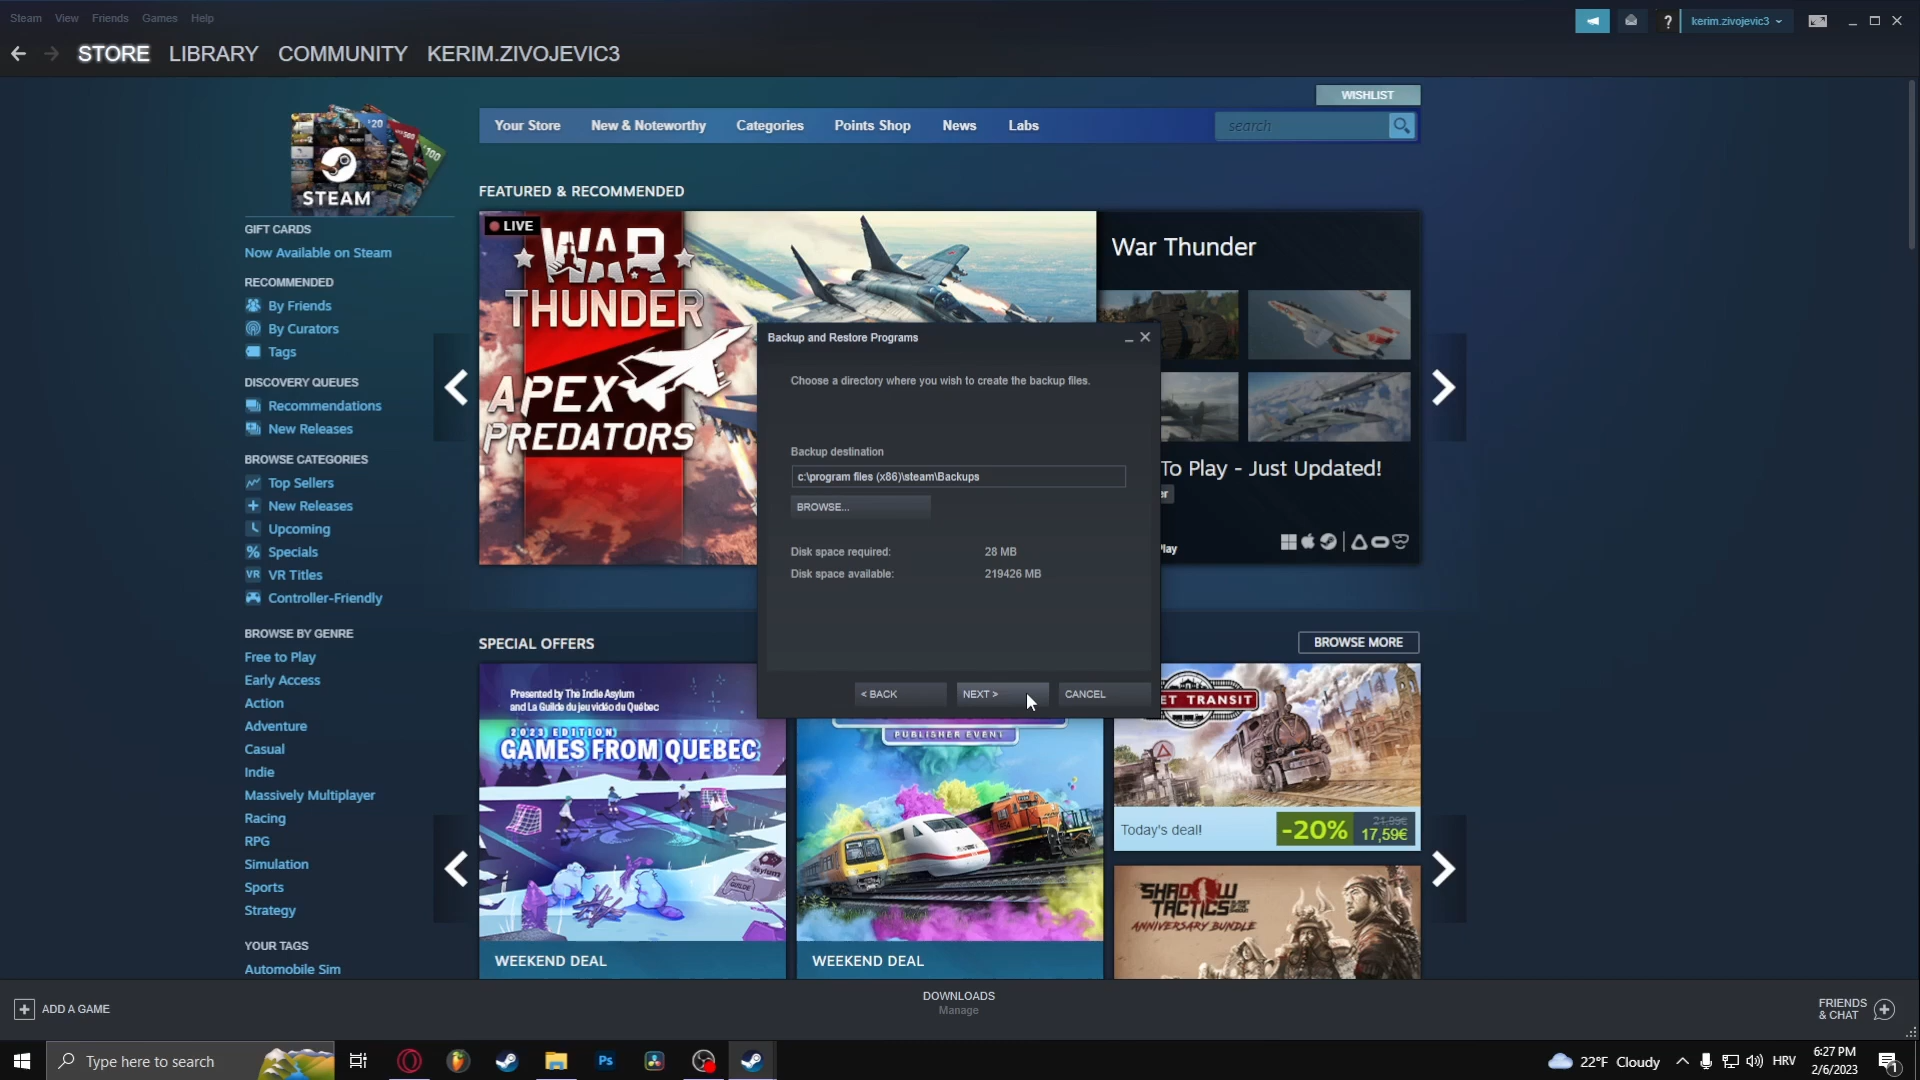 Steam View Friends Games Help
? kerim.zivojevic3
STORE LIBRARY COMMUNITY KERIM.ZIVOJEVIC3
WISHLIST
Your Store New & Noteworthy Categories Points Shop News Labs search
STEAM
GIFT CARDS
Now Available on Steam
RECOMMENDED
By Friends
By Curators
Tags
DISCOVERY QUEUES
Recommendations
New Releases
BROWSE CATEGORIES
Top Sellers
New Releases
Upcoming
Specials
VR Titles
Controller-Friendly
BROWSE BY GENRE
Free to Play
Early Access
Action
Adventure
Casual
Indie
Massively Multiplayer
Racing
RPG
Simulation
Sports
Strategy
YOUR TAGS
Automobile Sim
FEATURED & RECOMMENDED
LIVE
WAR
THUNDER
APEX
PREDATORS
War Thunder
To Play - Just Updated!
Backup and Restore Programs
Choose a directory where you wish to create the backup files.
Backup destination
c:\program files (x86)\steam\Backups
BROWSE...
Disk space required: 28 MB
Disk space available: 219426 MB
< BACK NEXT > CANCEL
SPECIAL OFFERS
BROWSE MORE
Presented by The Indie Asylum
and La Guilde du jeu vidéo du Québec
2023 EDITION
GAMES FROM QUEBEC
WEEKEND DEAL
PUBLISHER EVENT
WEEKEND DEAL
ET TRANSIT
Today's deal! -20% 21,99€
17,59€
SHADOW
TACTICS
ANNIVERSARY BUNDLE
ADD A GAME
DOWNLOADS
Manage
FRIENDS
& CHAT
Type here to search
Ps
22°F Cloudy
HRV
6:27 PM
2/6/2023